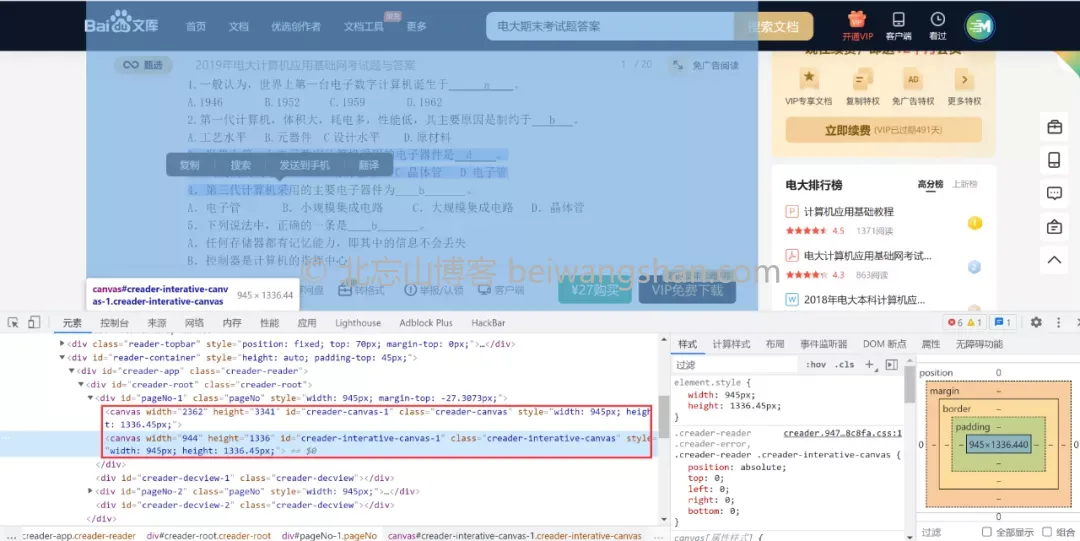 Bai du 文库 首页 文档 优选创作者 文档工具 更多 电大期末考试题答案 搜索文档 开通VIP 客户端 看过
甄选 2019年电大计算机应用基础网考试题与答案 1 / 20 免广告阅读
1.一般认为，世界上第一台电子数字计算机诞生于____a____。
A.1946 B.1952 C.1959 D.1962
2.第一代计算机，体积大，耗电多，性能低，其主要原因是制约于__b__。
A.工艺水平 B.元器件 C 设计水平 D.原材料
电子器件是__d____。
复制 搜索 发送到手机 翻译
C 晶体管 D 电子管
4. 第三代计算机采用的主要电子器件为____b______。
A、电子管 B、小规模集成电路 C、大规模集成电路 D、晶体管
5. 下列说法中，正确的一条是____b________。
A、任何存储器都有记忆能力，即其中的信息不会丢失
B、控制器是计算机的指挥中心
© 北忘山博客 beiwangshan.com
canvas#creader-interative-canv
as-1.creader-interative-canvas 945 × 1336.44
转格式 举报/认领 客户端 ¥27购买 VIP免费下载
VIP专享文档 复制特权 免广告特权 更多特权
立即续费 (VIP已过期491天)
电大排行榜 高分榜 上新榜
计算机应用基础教程
4.5 1371阅读 1
电大计算机应用基础网考试...
4.3 863阅读 2
2018年电大本科计算机应...
元素 控制台 来源 网络 内存 性能 应用 Lighthouse Adblock Plus HackBar 6 1 1
<div class="reader-topbar" style="position: fixed; top: 70px; margin-top: 0px;">…</div>
<div id="reader-container" style="height: auto; padding-top: 45px;">
<div id="creader-app" class="creader-reader">
<div id="creader-root" class="creader-root">
<div id="pageNo-1" class="pageNo" style="width: 945px; margin-top: -27.3073px;">
<canvas width="2362" height="3341" id="creader-canvas-1" class="creader-canvas" style="width: 945px; heigh
t: 1336.45px;">
<canvas width="944" height="1336" id="creader-interative-canvas-1" class="creader-interative-canvas" style=
"width: 945px; height: 1336.45px;"> == $0
</div>
<div id="creader-decview-1" class="creader-decview"></div>
<div id="pageNo-2" class="pageNo" style="width: 945px;">…</div>
<div id="creader-decview-2" class="creader-decview"></div>
</div>
… creader-app.creader-reader div#creader-root.creader-root div#pageNo-1.pageNo canvas#creader-interative-canvas-1.creader-interative-canvas …
样式 计算样式 布局 事件监听器 DOM 断点 属性 无障碍功能
过滤 :hov .cls +
element.style {
width: 945px;
height: 1336.45px;
}
.creader-reader creader.947…8c8fa.css:1
.creader-error,
.creader-reader .creader-interative-canvas {
position: absolute;
top: 0;
left: 0;
right: 0;
bottom: 0;
}
canvas[属性样式] {
position 0
margin –
border –
padding –
0 – – – 945×1336.440 – – – 0
–
–
–
0
过滤 全部显示 组合